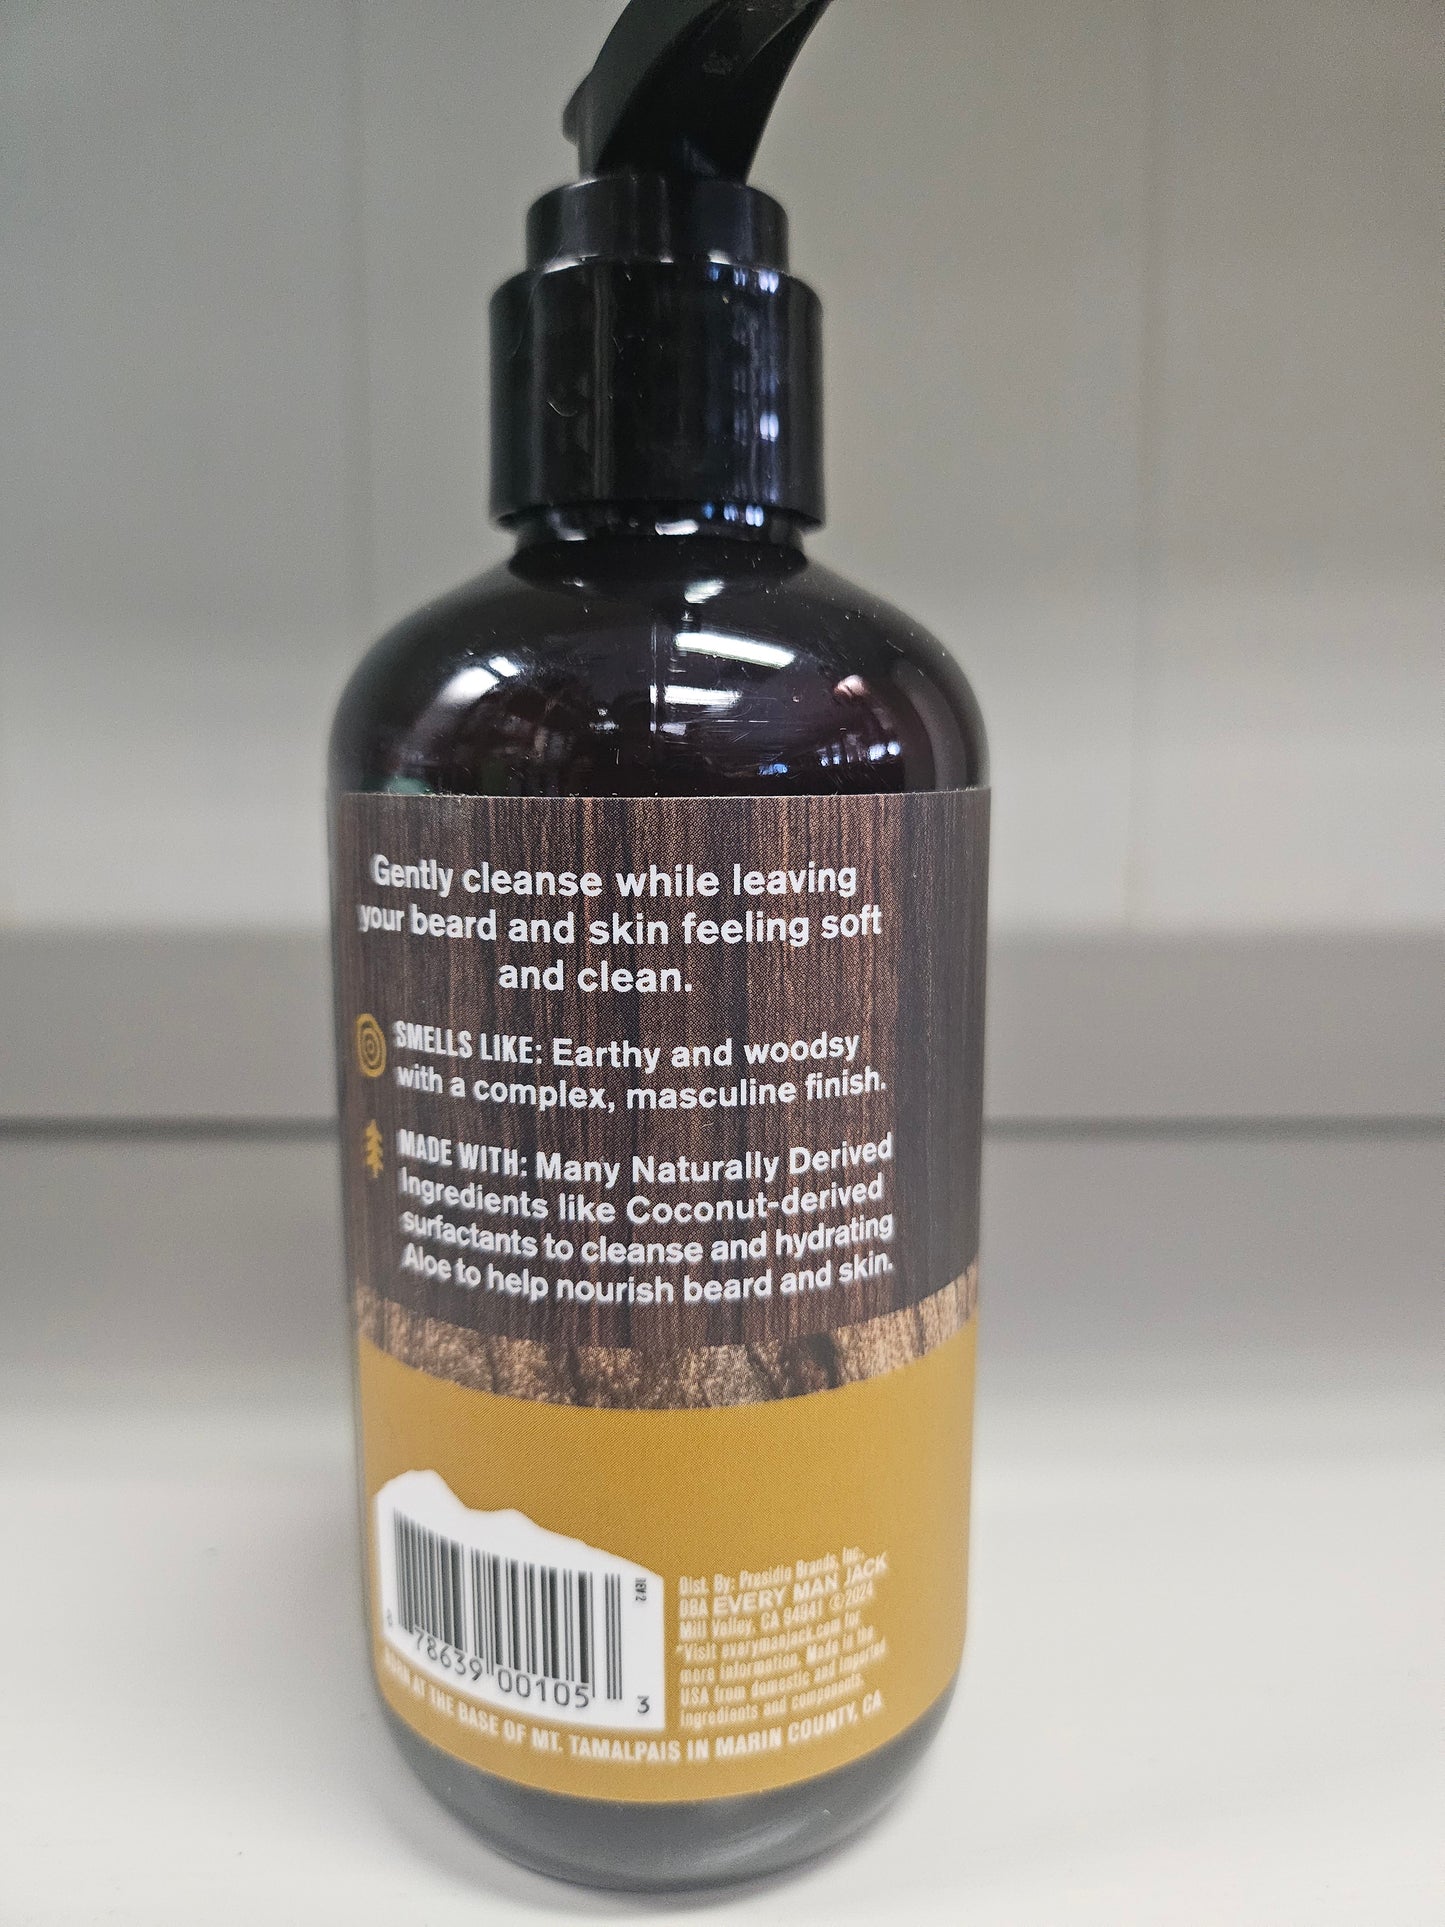 Gently cleanse while leaving
your beard and skin feeling soft
and clean.
SMELLS LIKE: Earthy and woodsy
with a complex, masculine finish.
MADE WITH: Many Naturally Derived
Ingredients like Coconut-derived
surfactants to cleanse and hydrating
Aloe to help nourish beard and skin.
REV 2
8 78639 00105 3
Dist. By: Presidio Brands, Inc.,
DBA EVERY MAN JACK
Mill Valley, CA 94941 ©2024
*Visit everymanjack.com for
more information. Made in the
USA from domestic and imported
ingredients and components.
BORN AT THE BASE OF MT. TAMALPAIS IN MARIN COUNTY, CA